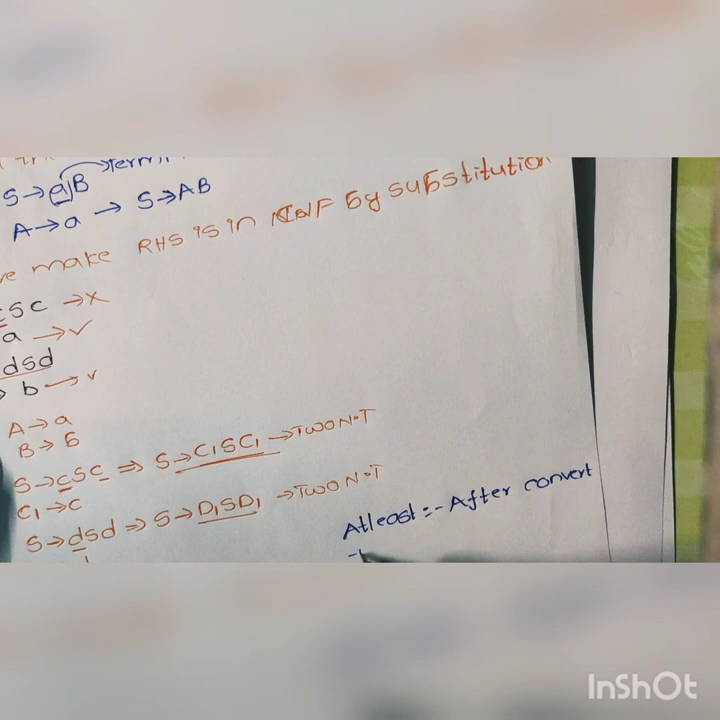 S→aB →Term
A→a → S→AB
make RHS is in CNF by substitution
cSc →X
a →✓
dSd
b →✓
A→a
B→b
S→cSc ⇒ S→C₁SC₁ →TWO N·T
C₁→c
S→dsd ⇒ S→D₁SD₁ →TWO N·T
Atleast :- After convert
InShOt